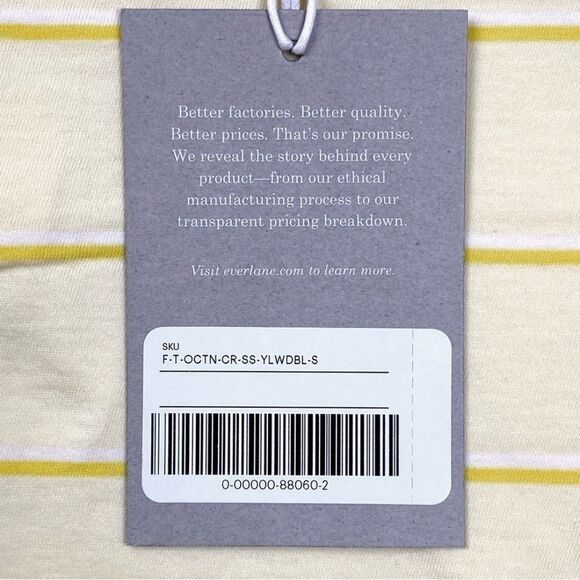 Better factories. Better quality.
Better prices. That's our promise.
We reveal the story behind every
product—from our ethical
manufacturing process to our
transparent pricing breakdown.
Visit everlane.com to learn more.
SKU
F-T-OCTN-CR-SS-YLWDBL-S
0-00000-88060-2